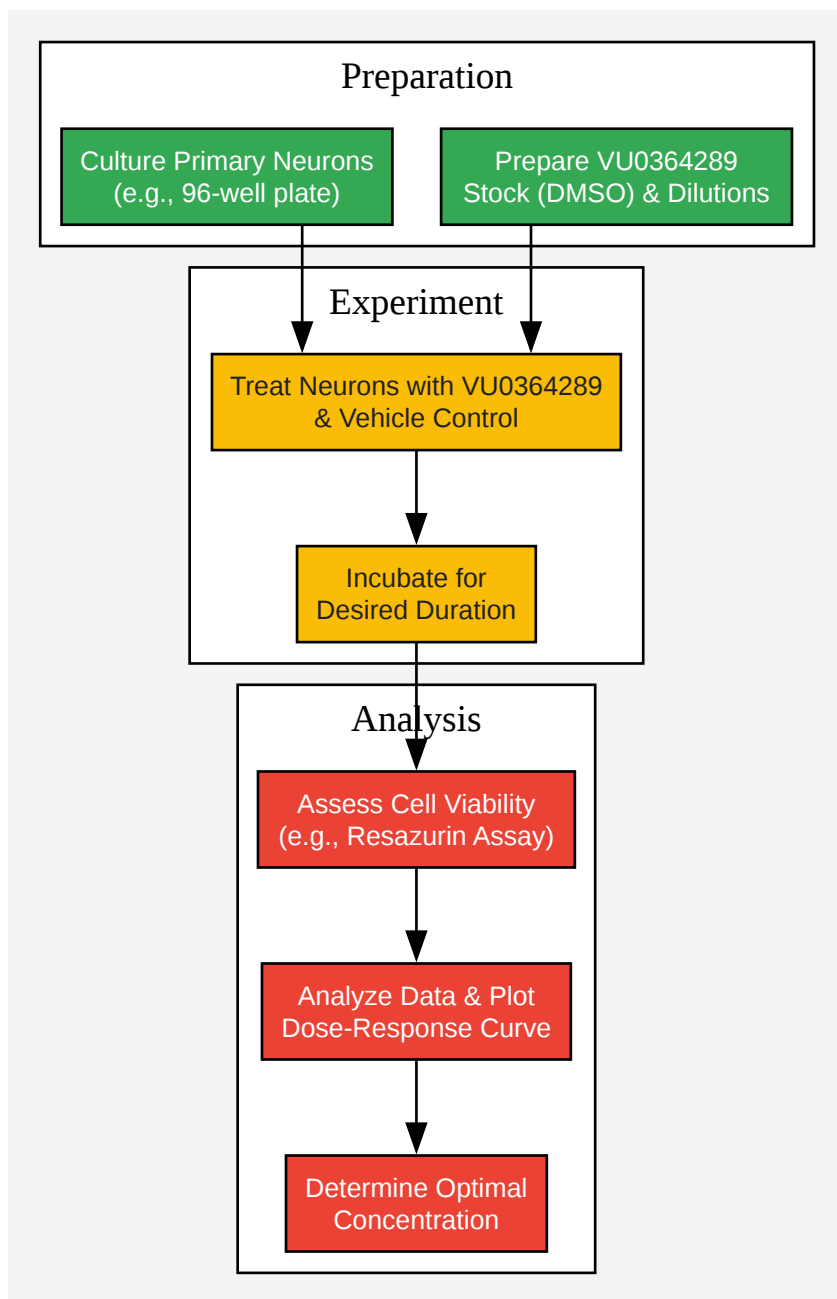 Preparation
Culture Primary Neurons
(e.g., 96-well plate)
Prepare VU0364289
Stock (DMSO) & Dilutions
Experiment
Treat Neurons with VU0364289
& Vehicle Control
Incubate for
Desired Duration
Analysis
Assess Cell Viability
(e.g., Resazurin Assay)
Analyze Data & Plot
Dose-Response Curve
Determine Optimal
Concentration